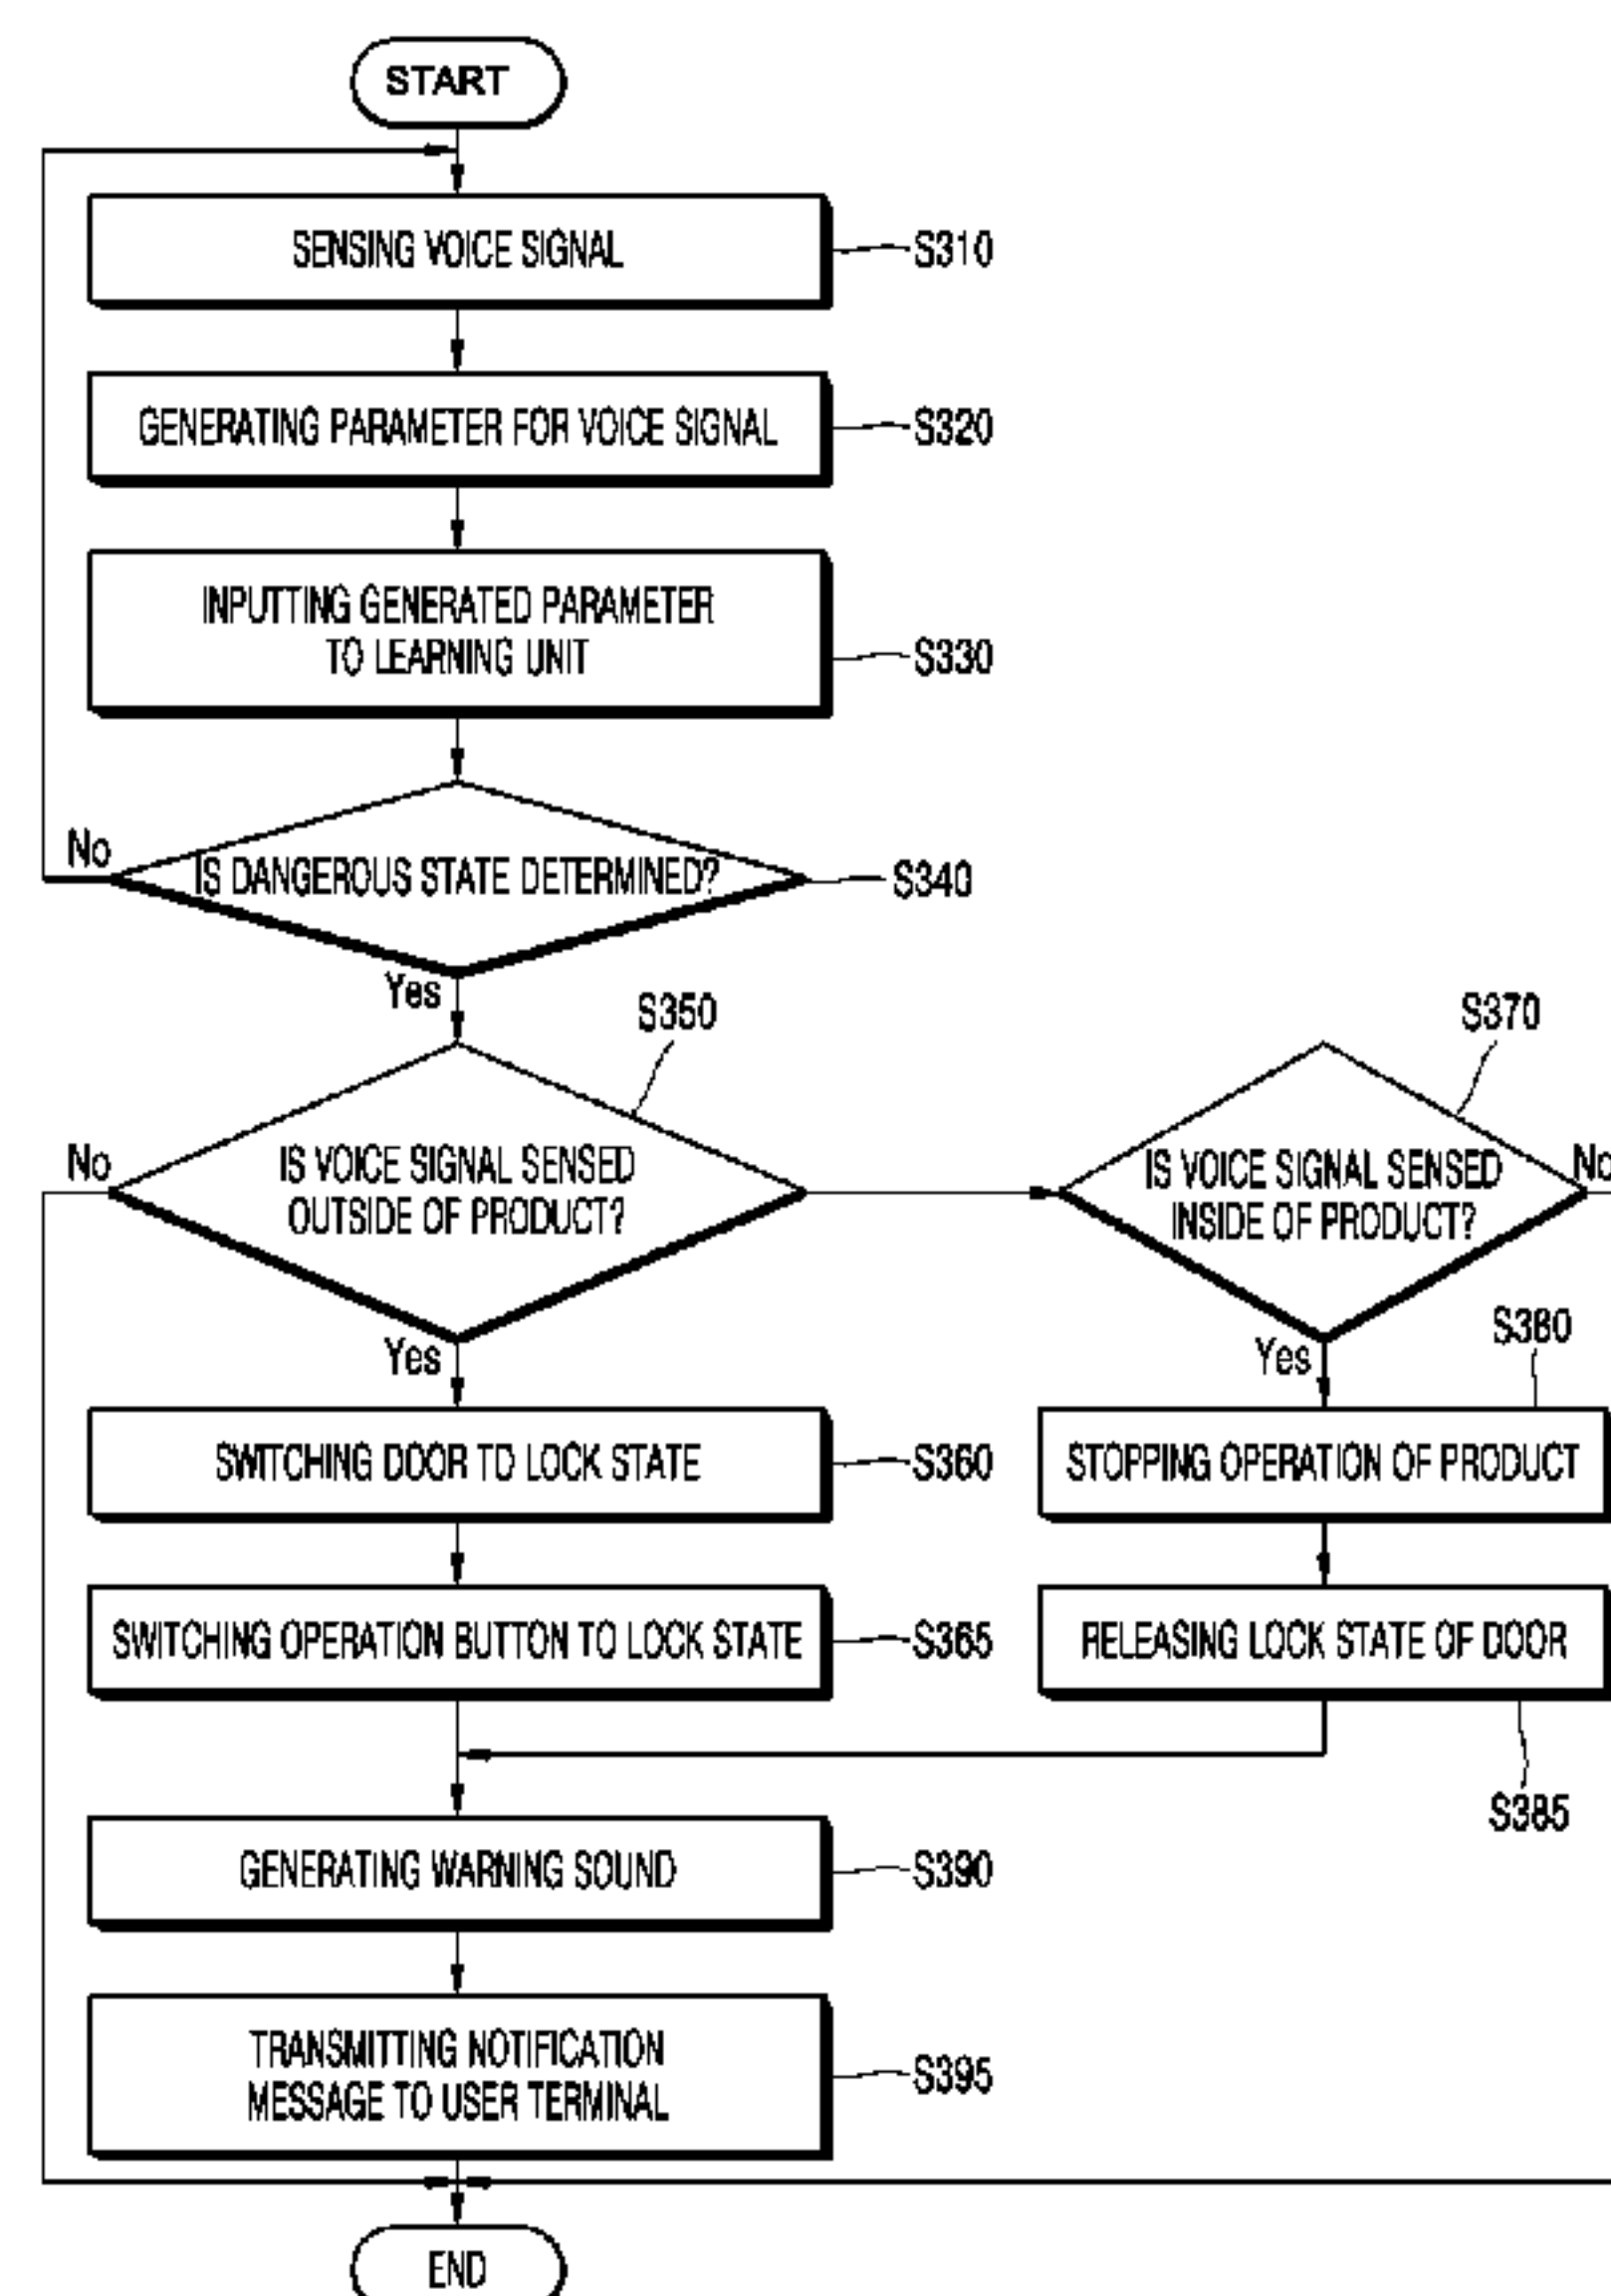 START
SENSING VOICE SIGNAL
S310
GENERATING PARAMETER FOR VOICE SIGNAL
S320
INPUTTING GENERATED PARAMETER
TO LEARNING UNIT
S330
No
IS DANGEROUS STATE DETERMINED?
S340
Yes
S350
S370
No
IS VOICE SIGNAL SENSED
OUTSIDE OF PRODUCT?
IS VOICE SIGNAL SENSED
INSIDE OF PRODUCT?
No
Yes
Yes
S380
SWITCHING DOOR TO LOCK STATE
S360
STOPPING OPERATION OF PRODUCT
SWITCHING OPERATION BUTTON TO LOCK STATE
S365
RELEASING LOCK STATE OF DOOR
S385
GENERATING WARNING SOUND
S390
TRANSMITTING NOTIFICATION
MESSAGE TO USER TERMINAL
S395
END